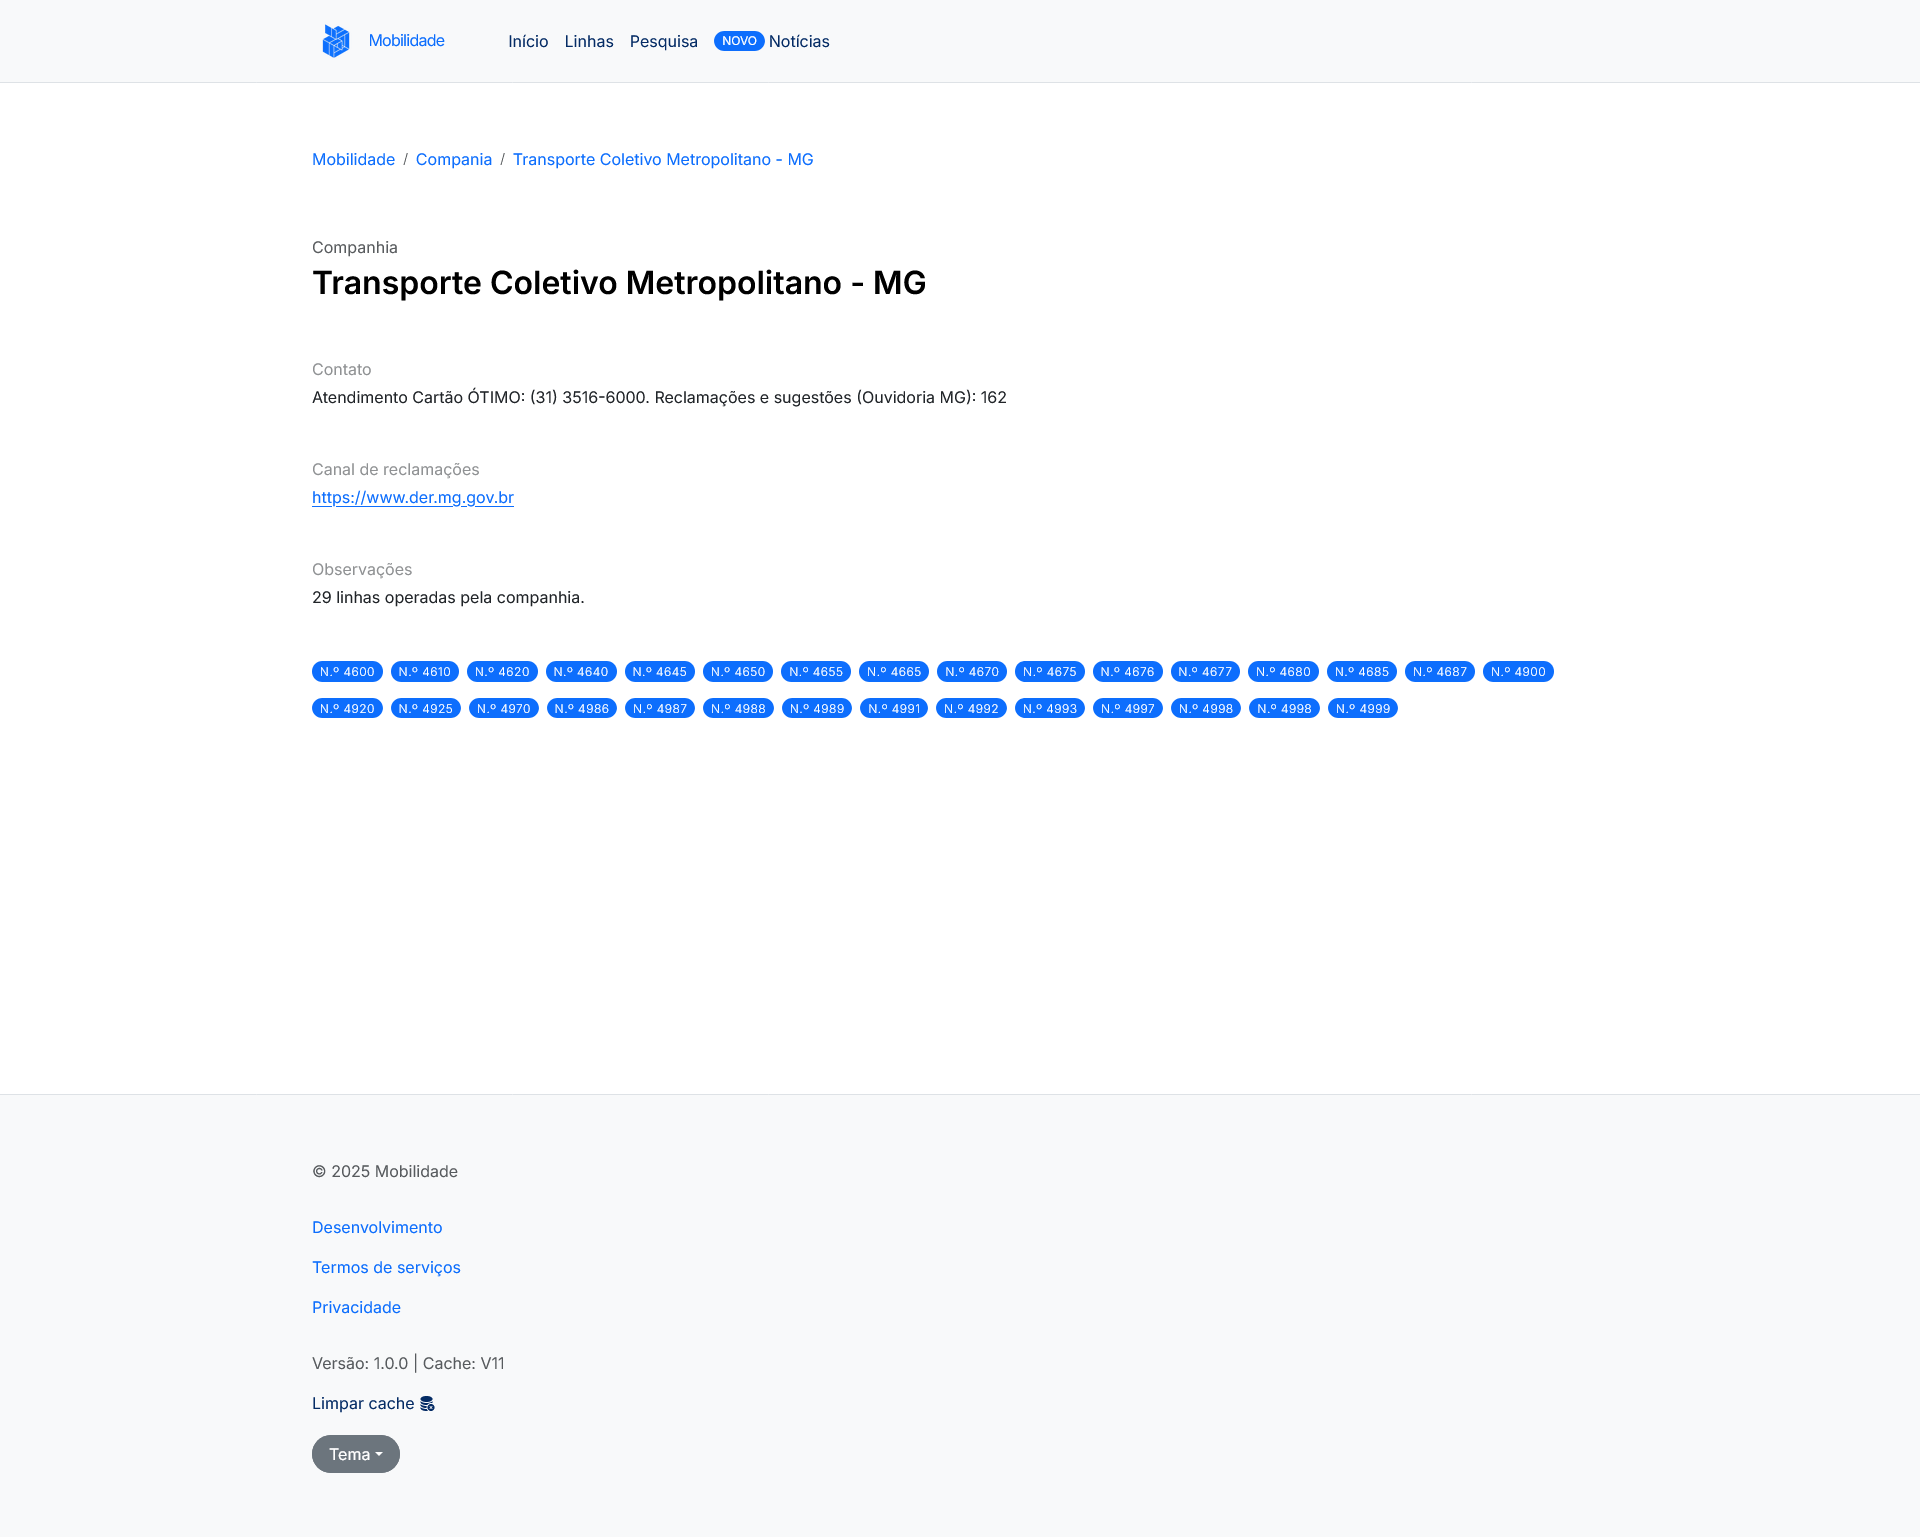 Mobilidade Início Linhas Pesquisa NOVO Notícias
Mobilidade / Compania / Transporte Coletivo Metropolitano - MG
Companhia
Transporte Coletivo Metropolitano - MG
Contato
Atendimento Cartão ÓTIMO: (31) 3516-6000. Reclamações e sugestões (Ouvidoria MG): 162
Canal de reclamações
https://www.der.mg.gov.br
Observações
29 linhas operadas pela companhia.
N.º 4600 N.º 4610 N.º 4620 N.º 4640 N.º 4645 N.º 4650 N.º 4655 N.º 4665 N.º 4670 N.º 4675 N.º 4676 N.º 4677 N.º 4680 N.º 4685 N.º 4687 N.º 4900
N.º 4920 N.º 4925 N.º 4970 N.º 4986 N.º 4987 N.º 4988 N.º 4989 N.º 4991 N.º 4992 N.º 4993 N.º 4997 N.º 4998 N.º 4998 N.º 4999
© 2025 Mobilidade
Desenvolvimento
Termos de serviços
Privacidade
Versão: 1.0.0 | Cache: V11
Limpar cache
Tema